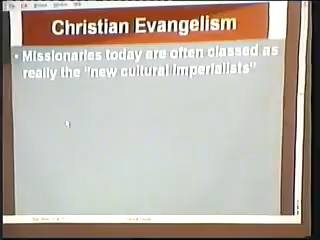 Christian Evangelism
• Missionaries today are often classed as
really the "new cultural imperialists"